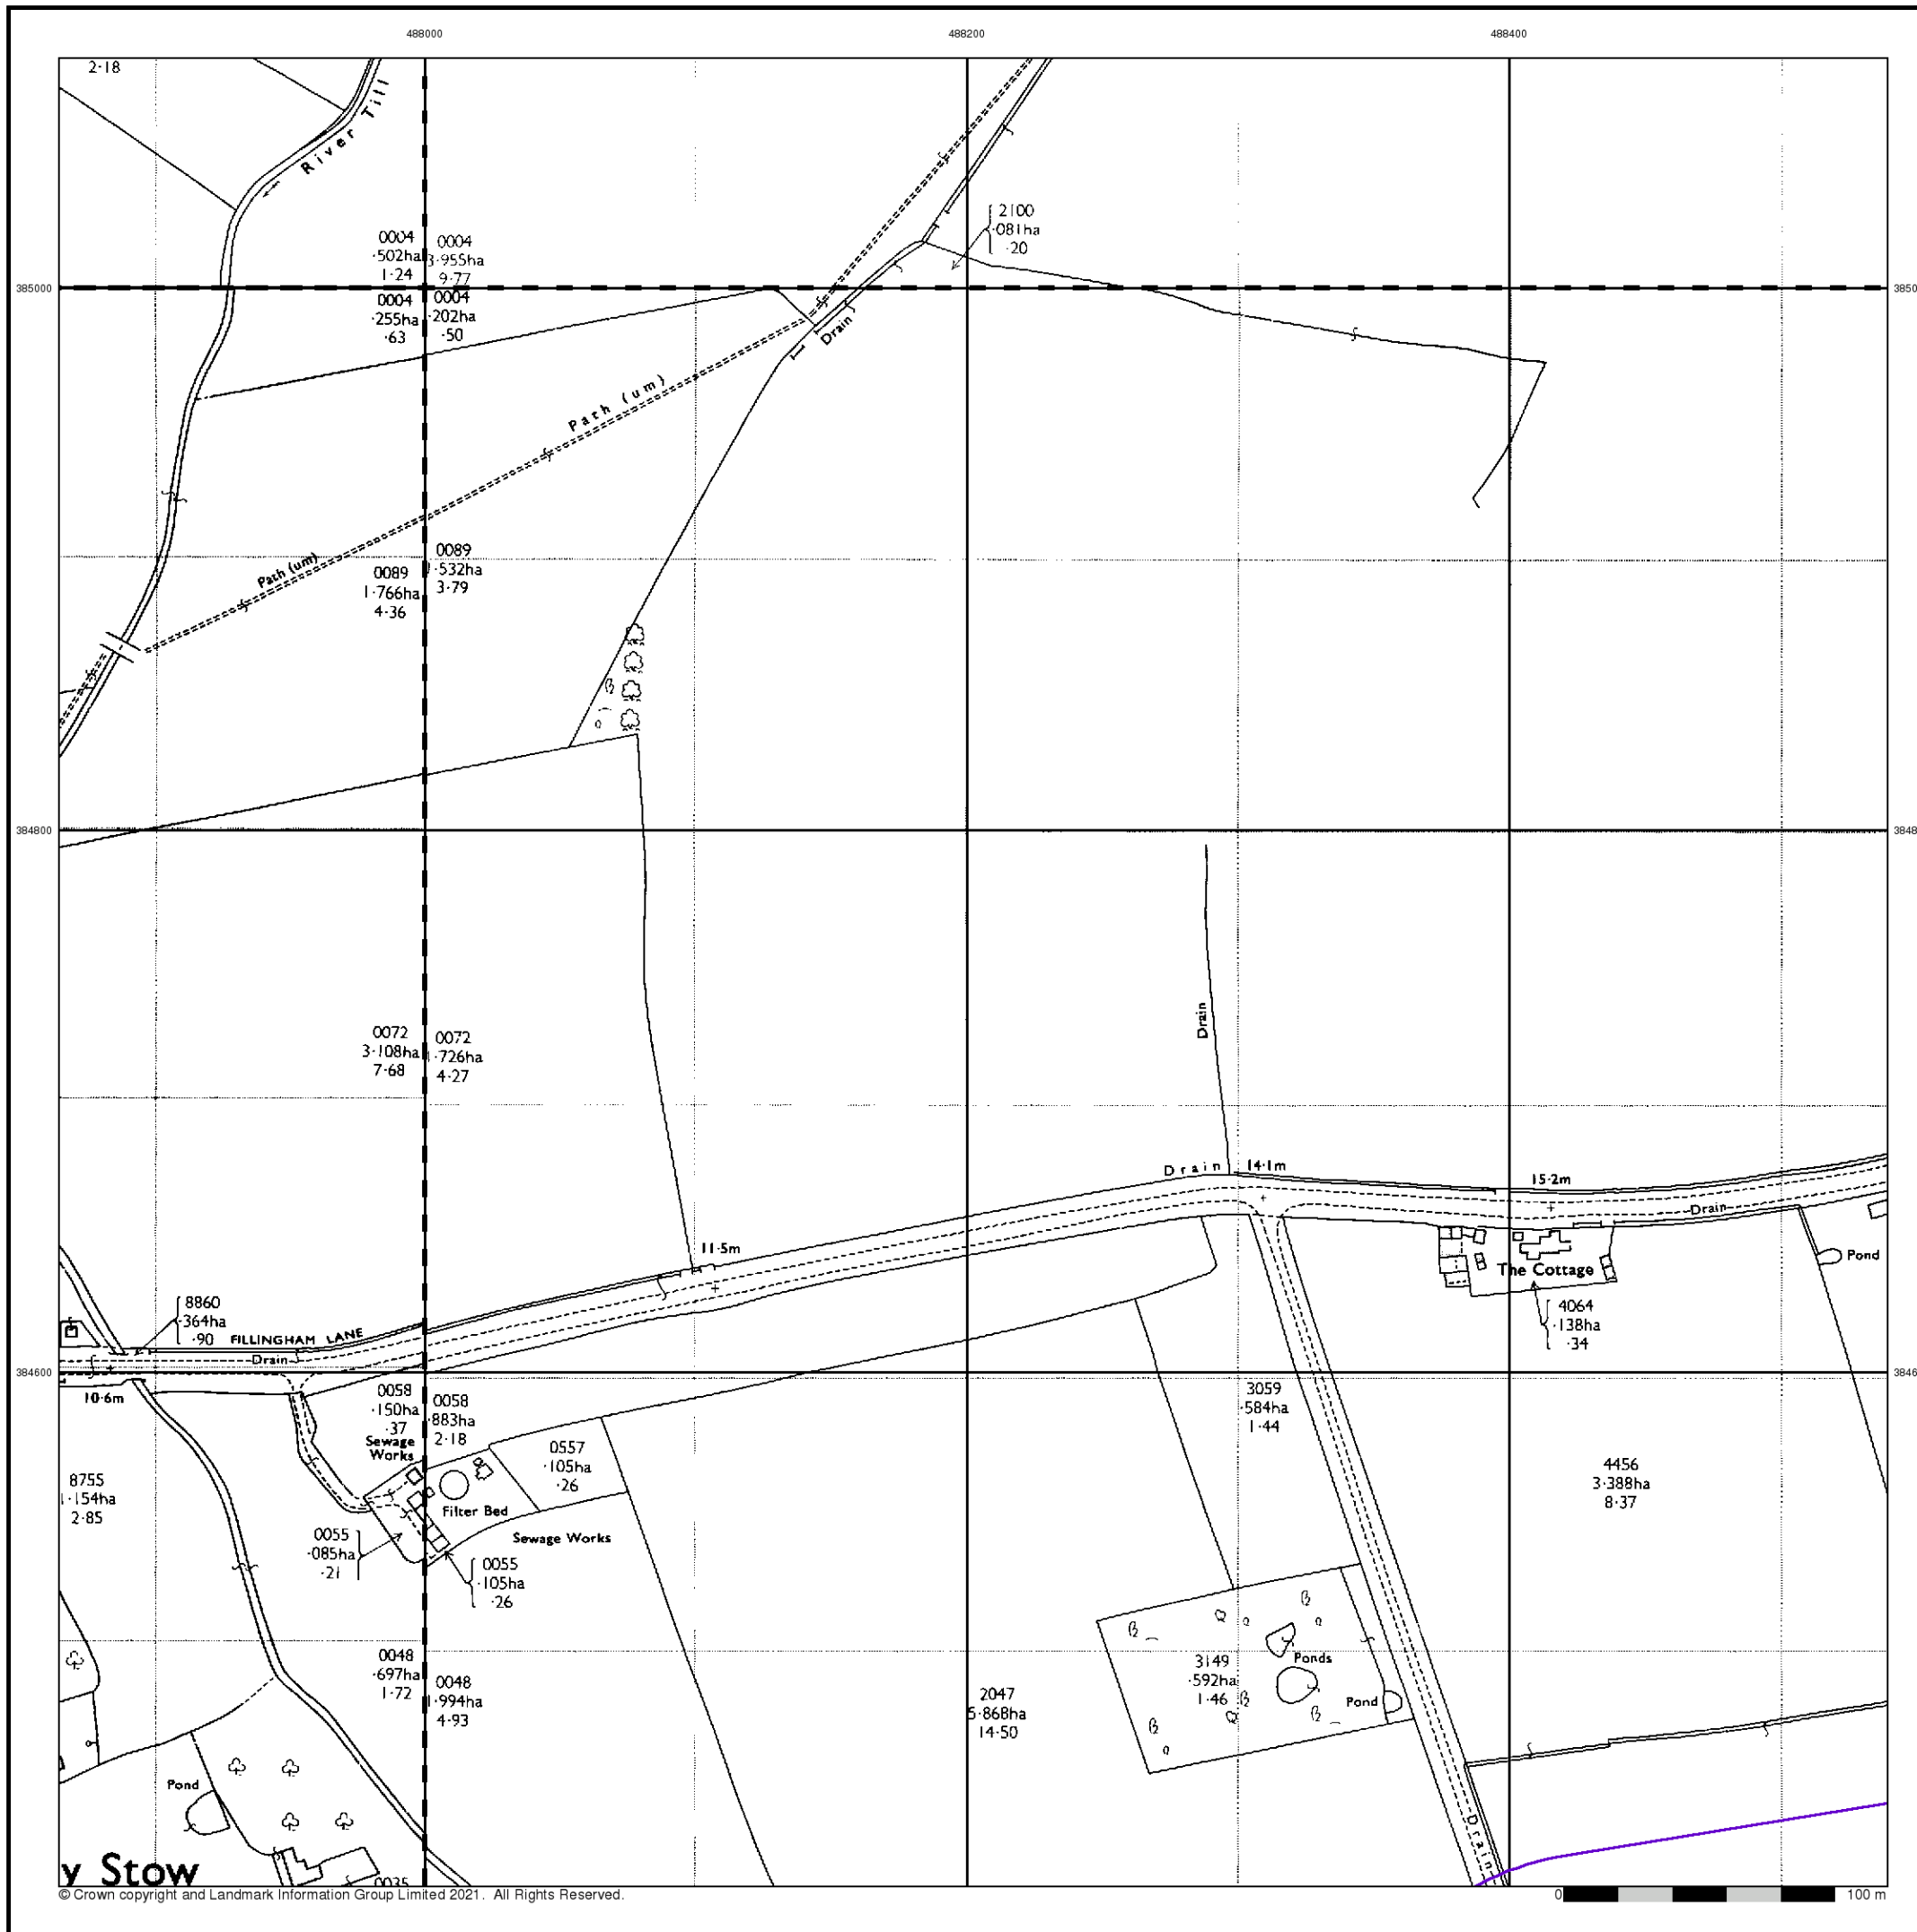 488000
488200
488400
2·18
River Till
0004
·502ha
1·24
0004
3·955ha
9·77
2100
·081ha
·20
385000
3850
0004
·255ha
·63
0004
·202ha
·50
Drain
Path (um)
Path (um)
0089
1·766ha
4·36
0089
·532ha
3·79
384800
3848
Drain
0072
3·108ha
7·68
0072
1·726ha
4·27
Drain
14·1m
15·2m
Drain
11·5m
Pond
The Cottage
8860
·364ha
·90
FILLINGHAM LANE
4064
·138ha
·34
Drain
384600
3846
10·6m
0058
·150ha
·37
0058
·883ha
2·18
3059
·584ha
1·44
Sewage
Works
0557
·105ha
·26
8755
1·154ha
2·85
4456
3·388ha
8·37
Filter Bed
Sewage Works
0055
·085ha
·21
0055
·105ha
·26
0048
·697ha
1·72
0048
1·994ha
4·93
Ponds
3149
·592ha
1·46
Pond
2047
5·868ha
14·50
Pond
Drain
y Stow
0035
© Crown copyright and Landmark Information Group Limited 2021. All Rights Reserved.
0
100 m